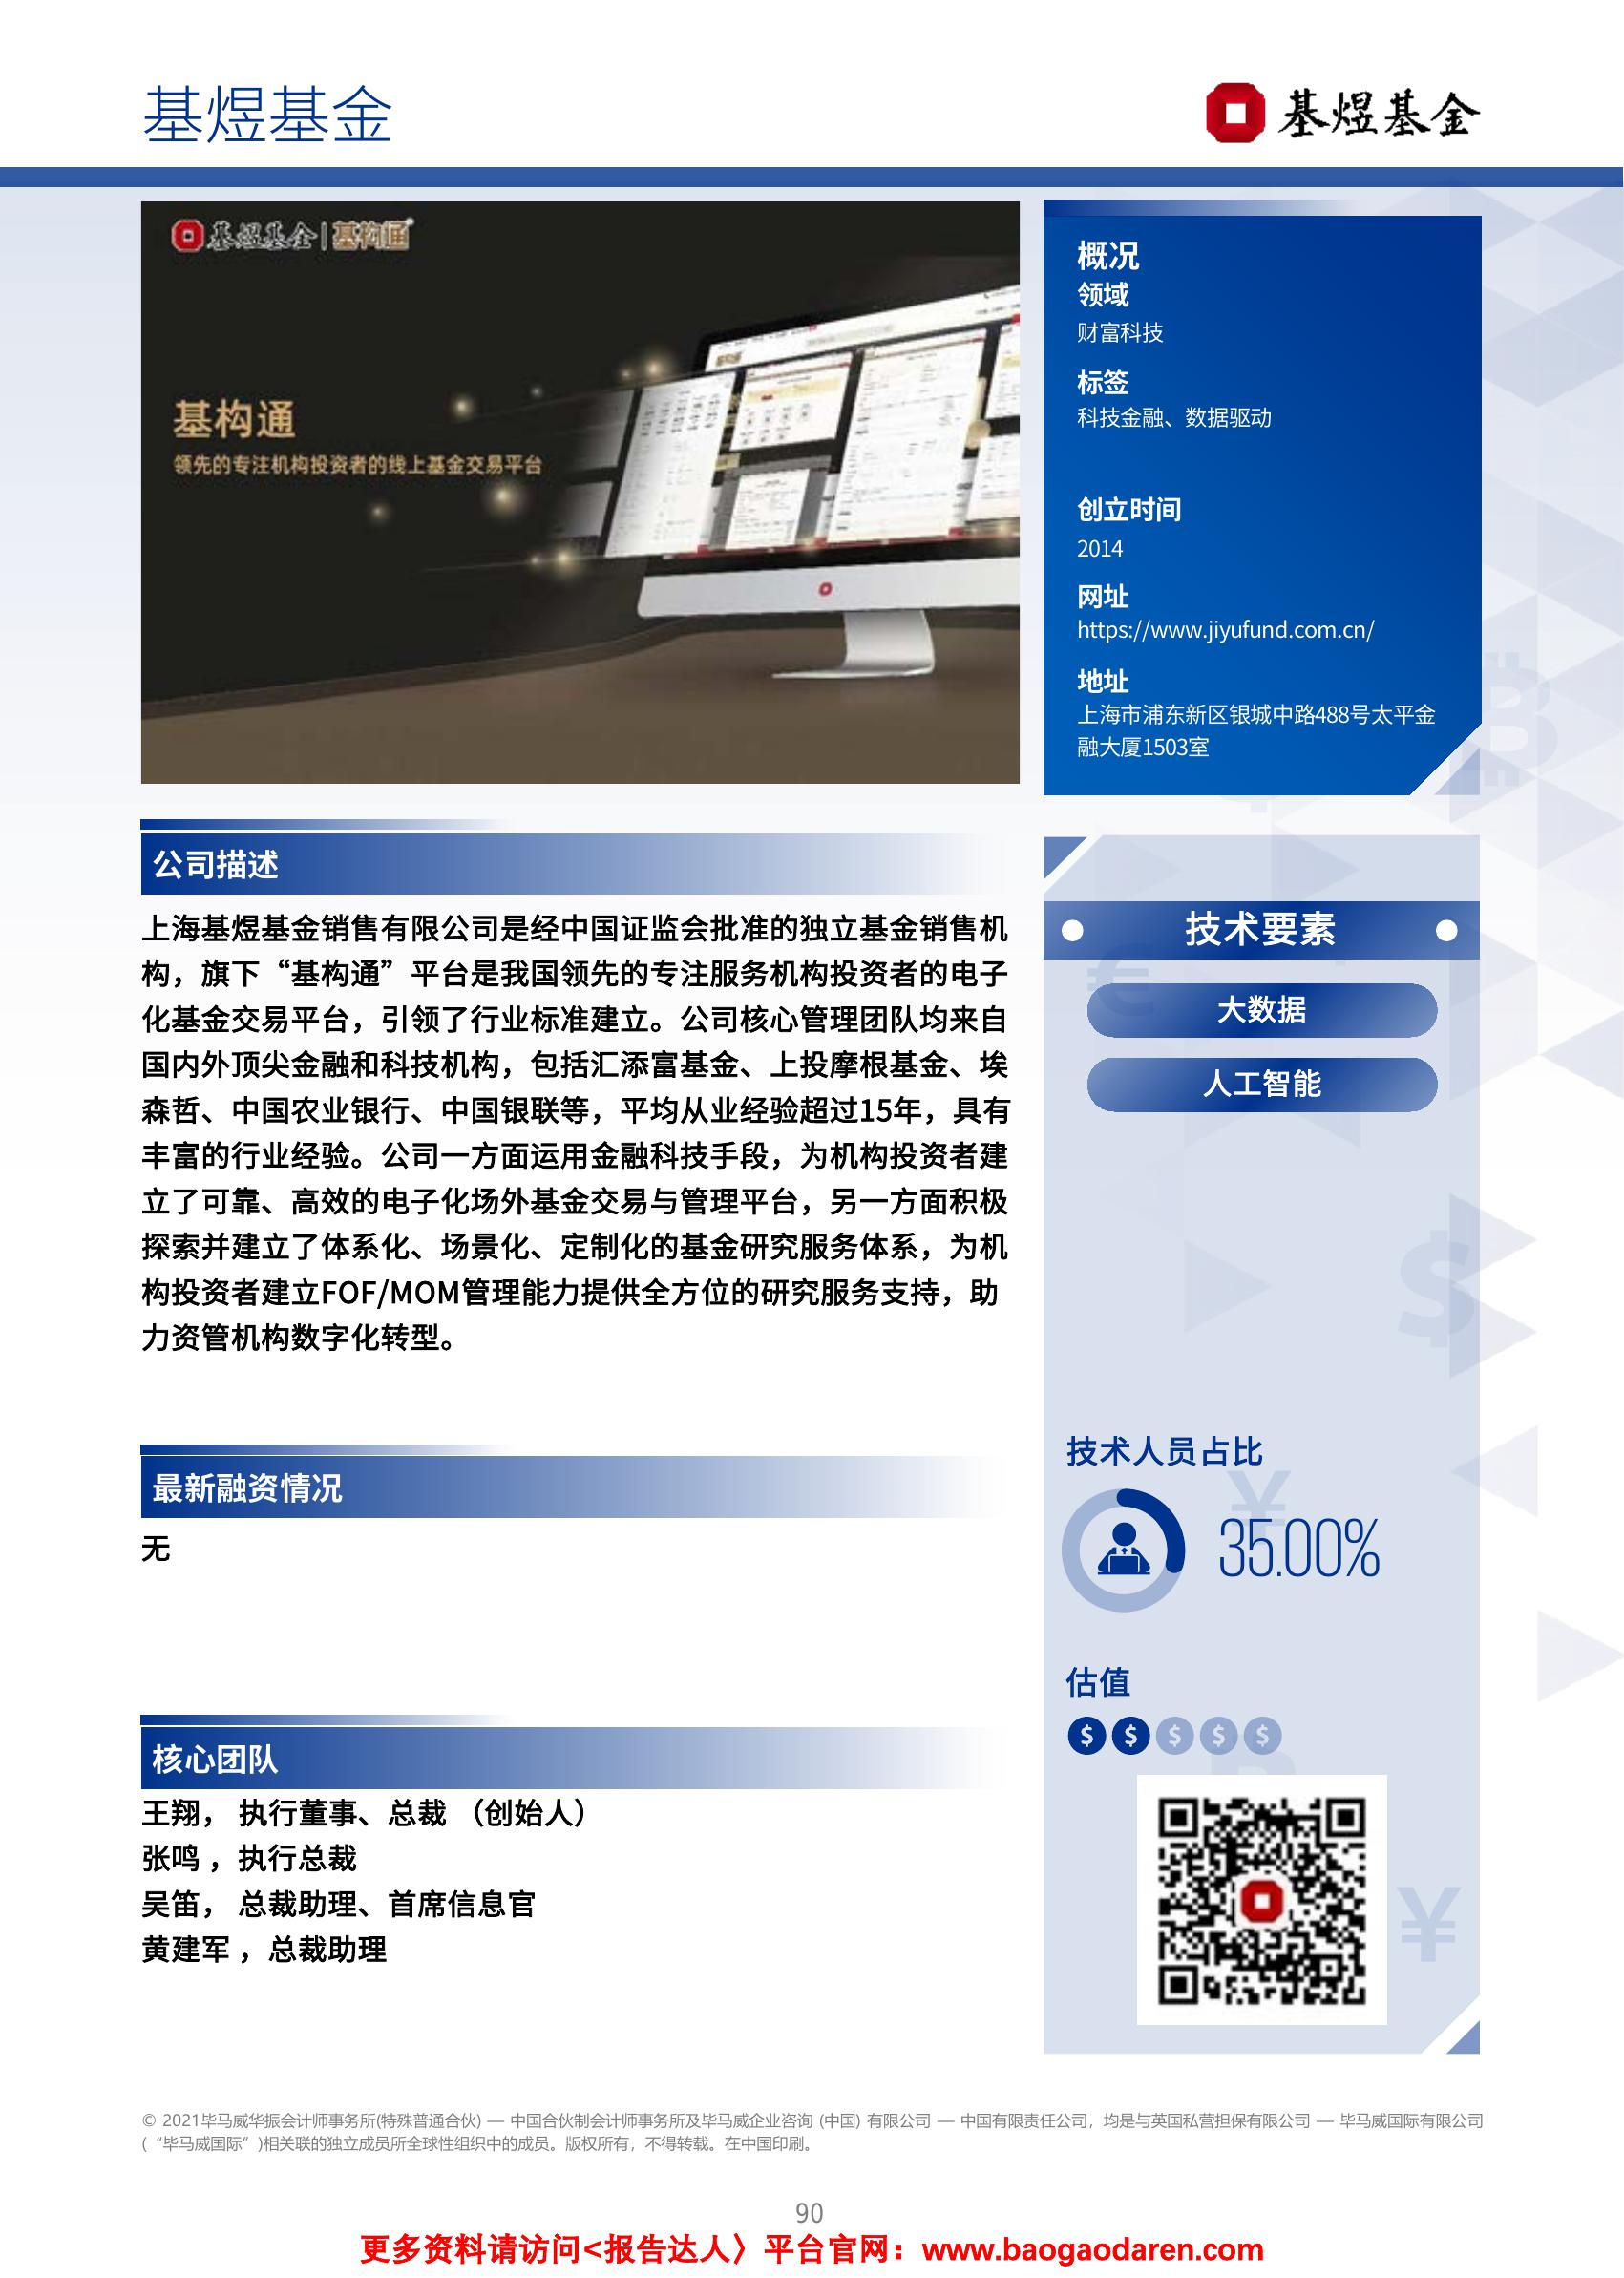 基煜基金
基煜基金
基煜基金|基构通
基构通
领先的专注机构投资者的线上基金交易平台
概况
领域
财富科技
标签
科技金融、数据驱动
创立时间
2014
网址
https://www.jiyufund.com.cn/
地址
上海市浦东新区银城中路488号太平金
融大厦1503室
公司描述
上海基煜基金销售有限公司是经中国证监会批准的独立基金销售机
构，旗下“基构通”平台是我国领先的专注服务机构投资者的电子
化基金交易平台，引领了行业标准建立。公司核心管理团队均来自
国内外顶尖金融和科技机构，包括汇添富基金、上投摩根基金、埃
森哲、中国农业银行、中国银联等，平均从业经验超过15年，具有
丰富的行业经验。公司一方面运用金融科技手段，为机构投资者建
立了可靠、高效的电子化场外基金交易与管理平台，另一方面积极
探索并建立了体系化、场景化、定制化的基金研究服务体系，为机
构投资者建立FOF/MOM管理能力提供全方位的研究服务支持，助
力资管机构数字化转型。
最新融资情况
无
核心团队
王翔， 执行董事、总裁 （创始人）
张鸣 ，执行总裁
吴笛， 总裁助理、首席信息官
黄建军 ，总裁助理
技术要素
大数据
人工智能
技术人员占比
35.00%
估值
$ $ $ $ $
© 2021毕马威华振会计师事务所(特殊普通合伙) — 中国合伙制会计师事务所及毕马威企业咨询 (中国) 有限公司 — 中国有限责任公司，均是与英国私营担保有限公司 — 毕马威国际有限公司
(“毕马威国际”)相关联的独立成员所全球性组织中的成员。版权所有，不得转载。在中国印刷。
90
更多资料请访问<报告达人〉平台官网：www.baogaodaren.com